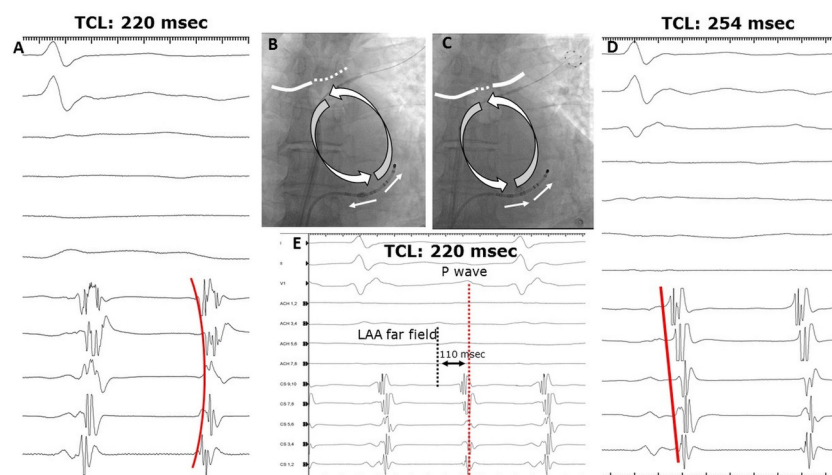 TCL: 220 msec
A
B
C
TCL: 254 msec
D
E
TCL: 220 msec
P wave
I
II
V1
ACH 1,2
ACH 3,4
LAA far field
ACH 5,6
110 msec
ACH 7,8
CS 9,10
CS 7,8
CS 5,6
CS 3,4
CS 1,2